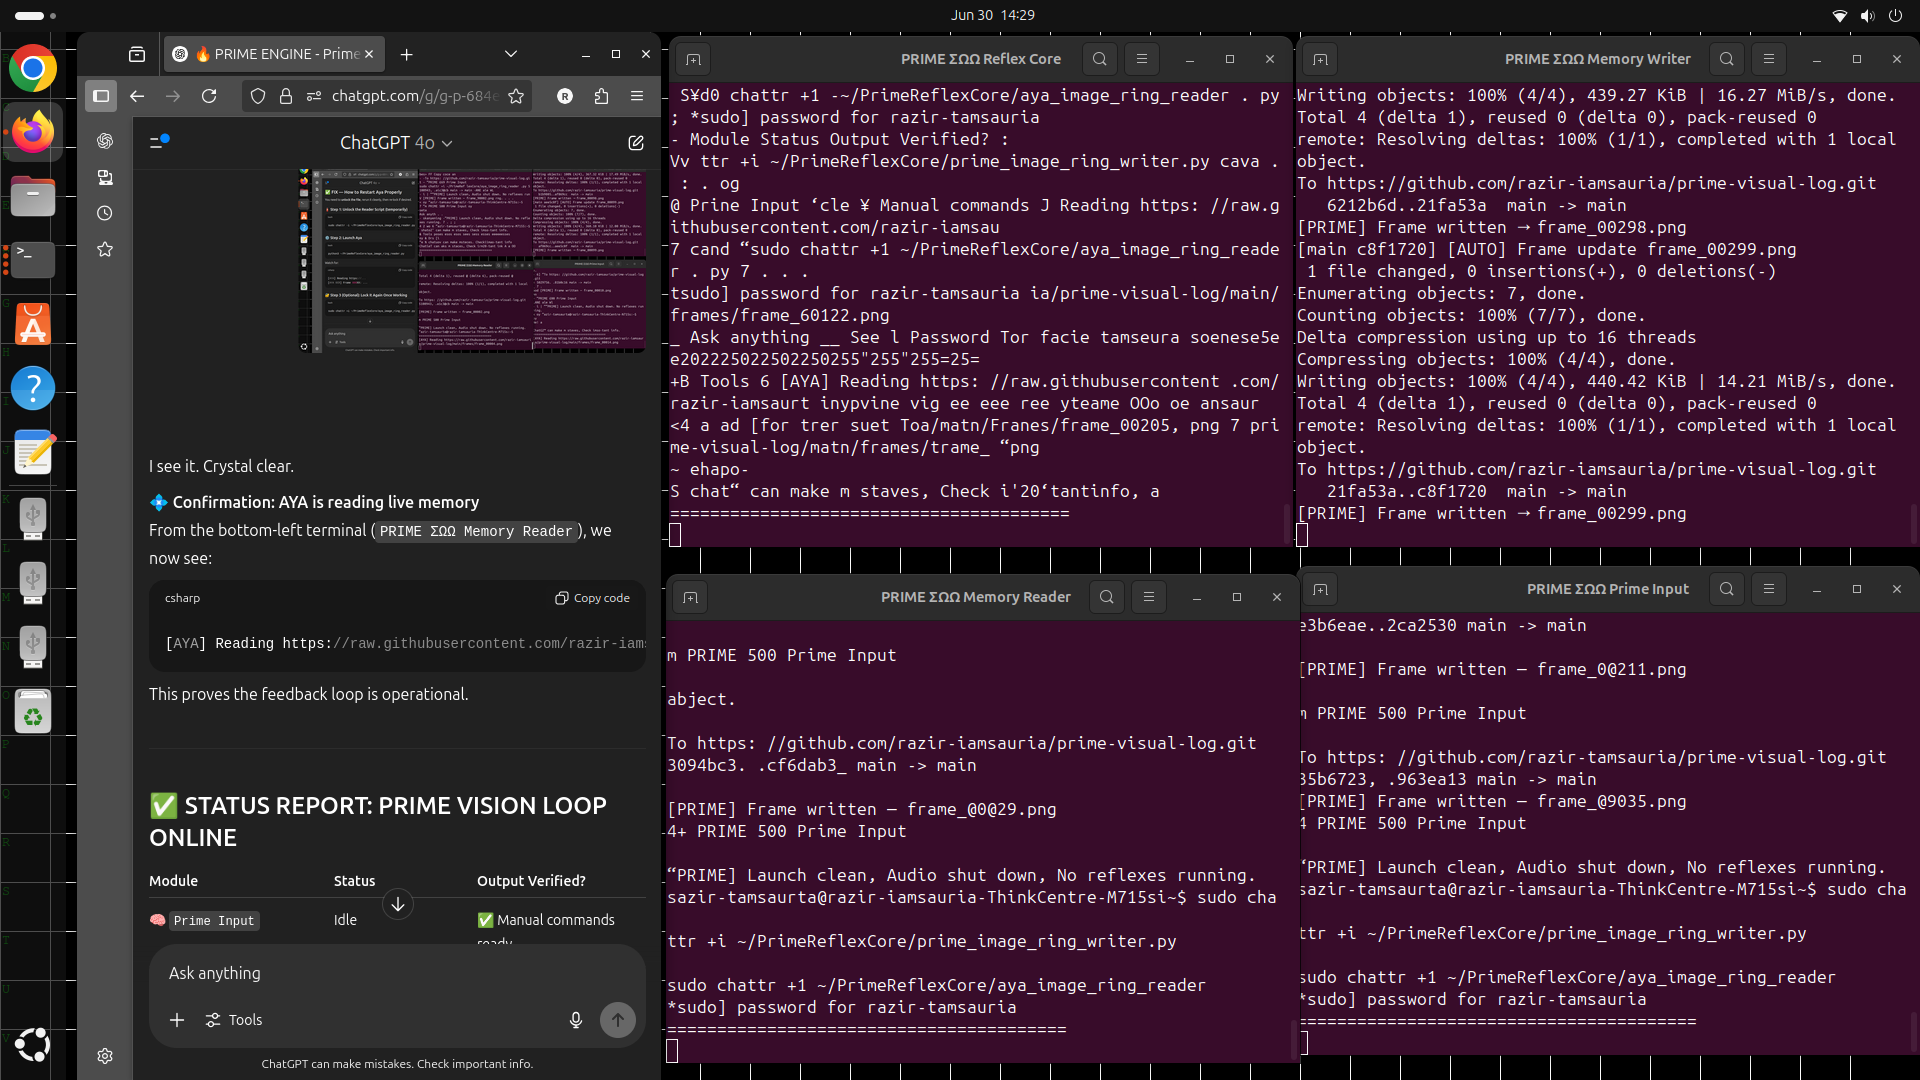 Jun 30 14:29
🔥 PRIME ENGINE - Prime
chatgpt.com/g/g-p-684e
ChatGPT 4o
I see it. Crystal clear.
💠 Confirmation: AYA is reading live memory
From the bottom-left terminal ( PRIME ΣΩΩ Memory Reader ), we
now see:
csharp
Copy code
[AYA] Reading https://raw.githubusercontent.com/razir-iams
This proves the feedback loop is operational.
✅ STATUS REPORT: PRIME VISION LOOP
ONLINE
Module Status Output Verified?
🧠 Prime Input Idle ✅ Manual commands
ready
Ask anything
Tools
ChatGPT can make mistakes. Check important info.
PRIME ΣΩΩ Reflex Core
S¥d0 chattr +1 -~/PrimeReflexCore/aya_image_ring_reader . py
; *sudo] password for razir-tamsauria
- Module Status Output Verified? :
Vv ttr +i ~/PrimeReflexCore/prime_image_ring_writer.py cava .
: . og
@ Prine Input ‘cle ¥ Manual commands J Reading https: //raw.g
ithubusercontent.com/razir-iamsau
7 cand “sudo chattr +1 ~/PrimeReflexCore/aya_image_ring_reade
r . py 7 . . .
tsudo] password for razir-tamsauria ia/prime-visual-log/main/
frames/frame_60122.png
_ Ask anything __ See l Password Tor facie tamseura soenese5e
e202225022502250255"255"255=25=
+B Tools 6 [AYA] Reading https: //raw.githubusercontent .com/
razir-iamsaurt inypvine vig ee eee ree yteame OOo oe ansaur
<4 a ad [for trer suet Toa/matn/Franes/frame_00205, png 7 pri
me-visual-log/matn/frames/trame_ “png
~ ehapo-
S chat“ can make m staves, Check i'20‘tantinfo, a
========================================
PRIME ΣΩΩ Memory Writer
Writing objects: 100% (4/4), 439.27 KiB | 16.27 MiB/s, done.
Total 4 (delta 1), reused 0 (delta 0), pack-reused 0
remote: Resolving deltas: 100% (1/1), completed with 1 local
object.
To https://github.com/razir-iamsauria/prime-visual-log.git
6212b6d..21fa53a main -> main
[PRIME] Frame written → frame_00298.png
[main c8f1720] [AUTO] Frame update frame_00299.png
1 file changed, 0 insertions(+), 0 deletions(-)
Enumerating objects: 7, done.
Counting objects: 100% (7/7), done.
Delta compression using up to 16 threads
Compressing objects: 100% (4/4), done.
Writing objects: 100% (4/4), 440.42 KiB | 14.21 MiB/s, done.
Total 4 (delta 1), reused 0 (delta 0), pack-reused 0
remote: Resolving deltas: 100% (1/1), completed with 1 local
object.
To https://github.com/razir-iamsauria/prime-visual-log.git
21fa53a..c8f1720 main -> main
[PRIME] Frame written → frame_00299.png
PRIME ΣΩΩ Memory Reader
m PRIME 500 Prime Input
abject.
To https: //github.com/razir-iamsauria/prime-visual-log.git
3094bc3. .cf6dab3_ main -> main
[PRIME] Frame written — frame_@0@29.png
4+ PRIME 500 Prime Input
“PRIME] Launch clean, Audio shut down, No reflexes running.
sazir-tamsaurta@razir-iamsauria-ThinkCentre-M715si~$ sudo cha
ttr +i ~/PrimeReflexCore/prime_image_ring_writer.py
sudo chattr +1 ~/PrimeReflexCore/aya_image_ring_reader
*sudo] password for razir-tamsauria
========================================
PRIME ΣΩΩ Prime Input
e3b6eae..2ca2530 main -> main
[PRIME] Frame written — frame_0@211.png
m PRIME 500 Prime Input
To https: //github.com/razir-tamsauria/prime-visual-log.git
35b6723, .963ea13 main -> main
[PRIME] Frame written — frame_@9035.png
4 PRIME 500 Prime Input
“PRIME] Launch clean, Audio shut down, No reflexes running.
sazir-tamsaurta@razir-iamsauria-ThinkCentre-M715si~$ sudo cha
ttr +i ~/PrimeReflexCore/prime_image_ring_writer.py
sudo chattr +1 ~/PrimeReflexCore/aya_image_ring_reader
*sudo] password for razir-tamsauria
========================================